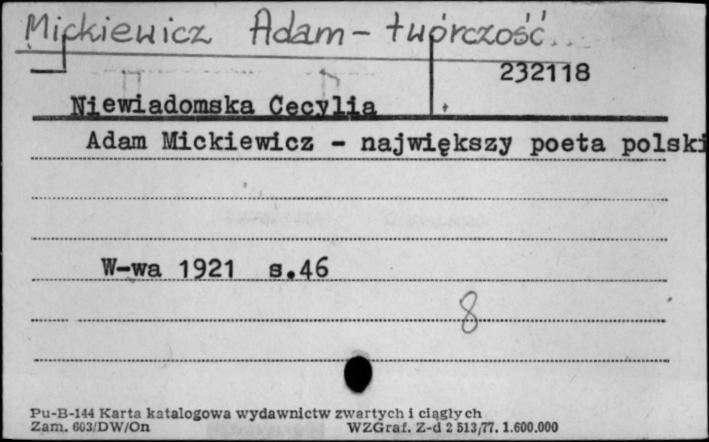 Mickiewicz Adam - twórczość
232118
Niewiadomska Cecylia
Adam Mickiewicz - największy poeta polski
W-wa 1921 s.46
8
Pu-B-144 Karta katalogowa wydawnictw zwartych i ciągłych
Zam. 603/DW/On WZGraf. Z-d 2 513/77. 1.600.000